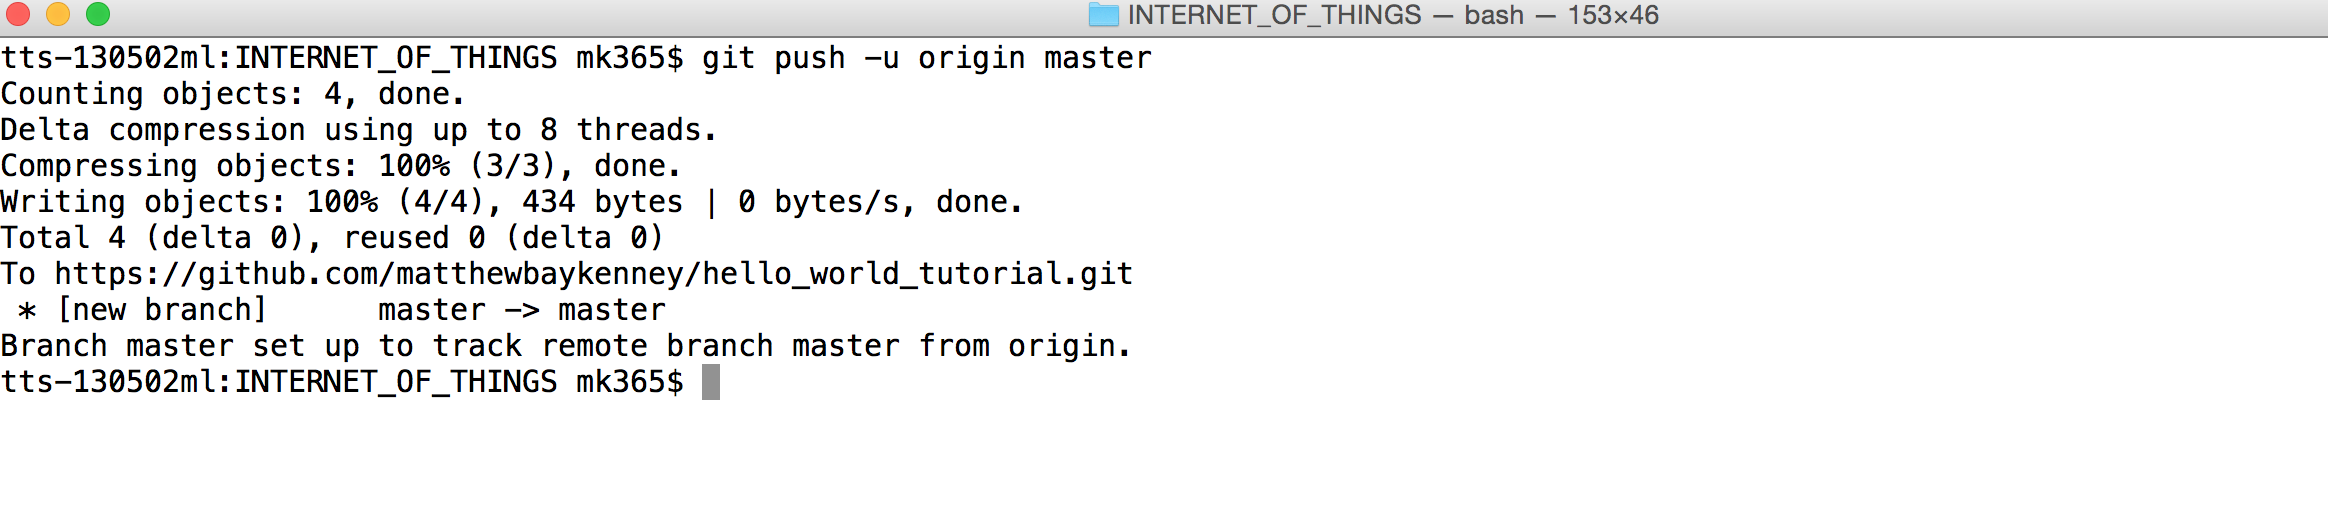 INTERNET_OF_THINGS — bash — 153×46
tts-130502ml:INTERNET_OF_THINGS mk365$ git push -u origin master
Counting objects: 4, done.
Delta compression using up to 8 threads.
Compressing objects: 100% (3/3), done.
Writing objects: 100% (4/4), 434 bytes | 0 bytes/s, done.
Total 4 (delta 0), reused 0 (delta 0)
To https://github.com/matthewbaykenney/hello_world_tutorial.git
 * [new branch]      master -> master
Branch master set up to track remote branch master from origin.
tts-130502ml:INTERNET_OF_THINGS mk365$